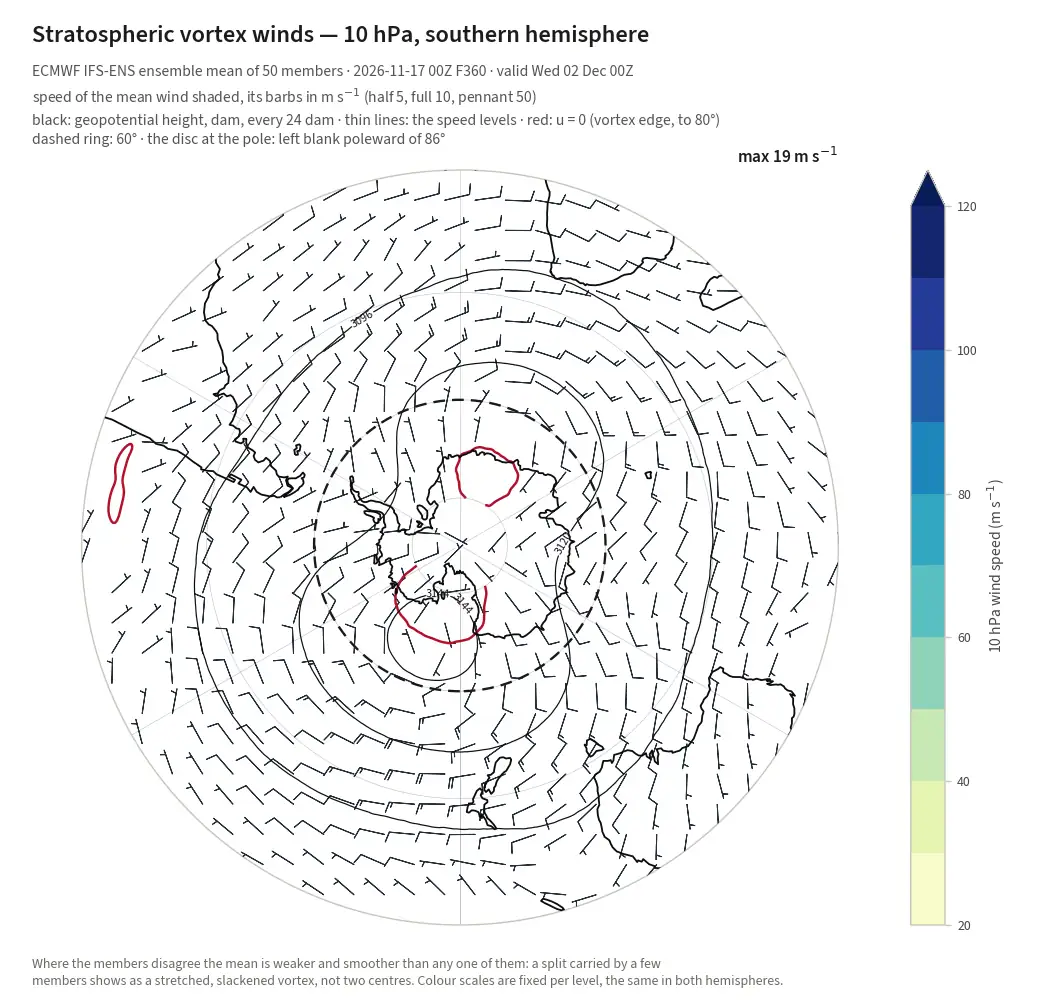 Stratospheric vortex winds — 10 hPa, southern hemisphere
ECMWF IFS-ENS ensemble mean of 50 members · 2026-11-17 00Z F360 · valid Wed 02 Dec 00Z
speed of the mean wind shaded, its barbs in m s−1 (half 5, full 10, pennant 50)
black: geopotential height, dam, every 24 dam · thin lines: the speed levels · red: u = 0 (vortex edge, to 80°)
dashed ring: 60° · the disc at the pole: left blank poleward of 86°
max 19 m s−1
3096
3120
3144
3144
120
100
80
60
40
20
10 hPa wind speed (m s−1)
Where the members disagree the mean is weaker and smoother than any one of them: a split carried by a few
members shows as a stretched, slackened vortex, not two centres. Colour scales are fixed per level, the same in both hemispheres.